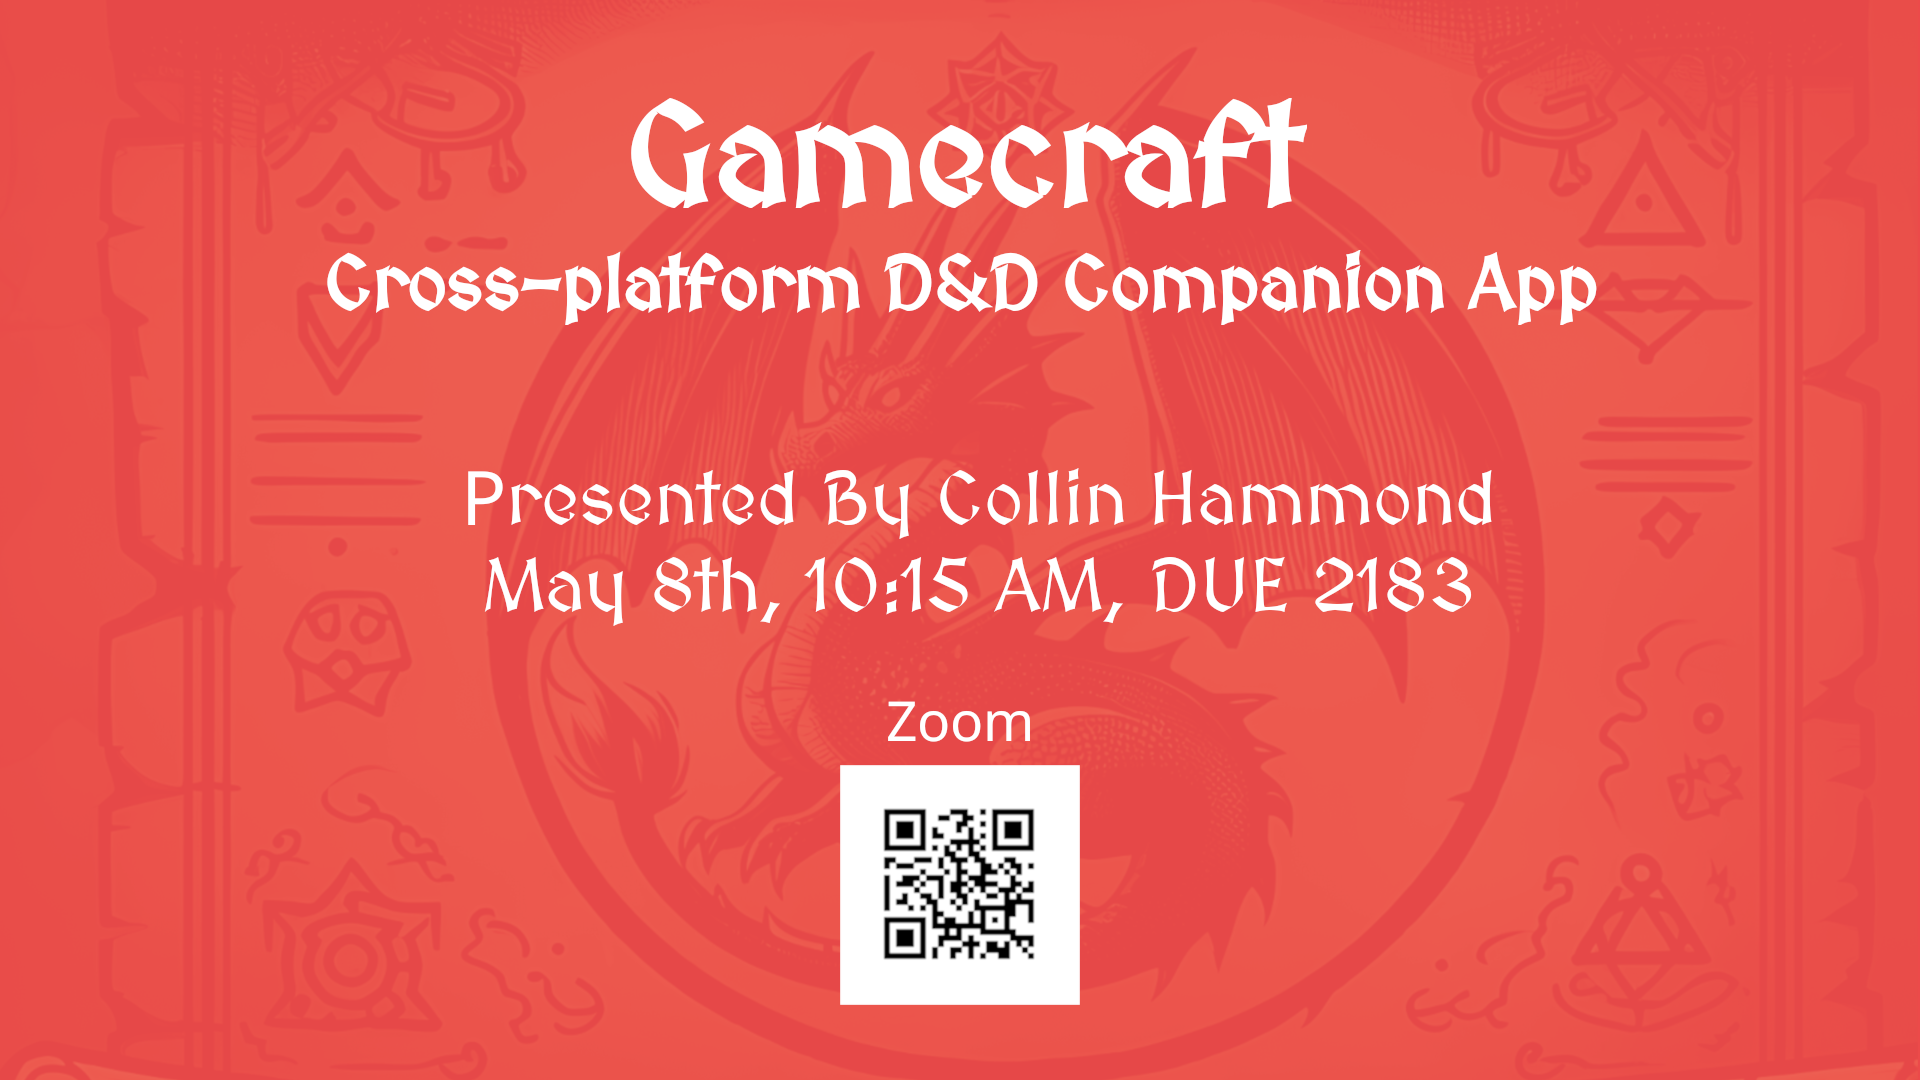 Gamecraft
Cross-platform D&D Companion App
Presented By Collin Hammond
May 8th, 10:15 AM, DUE 2183
Zoom